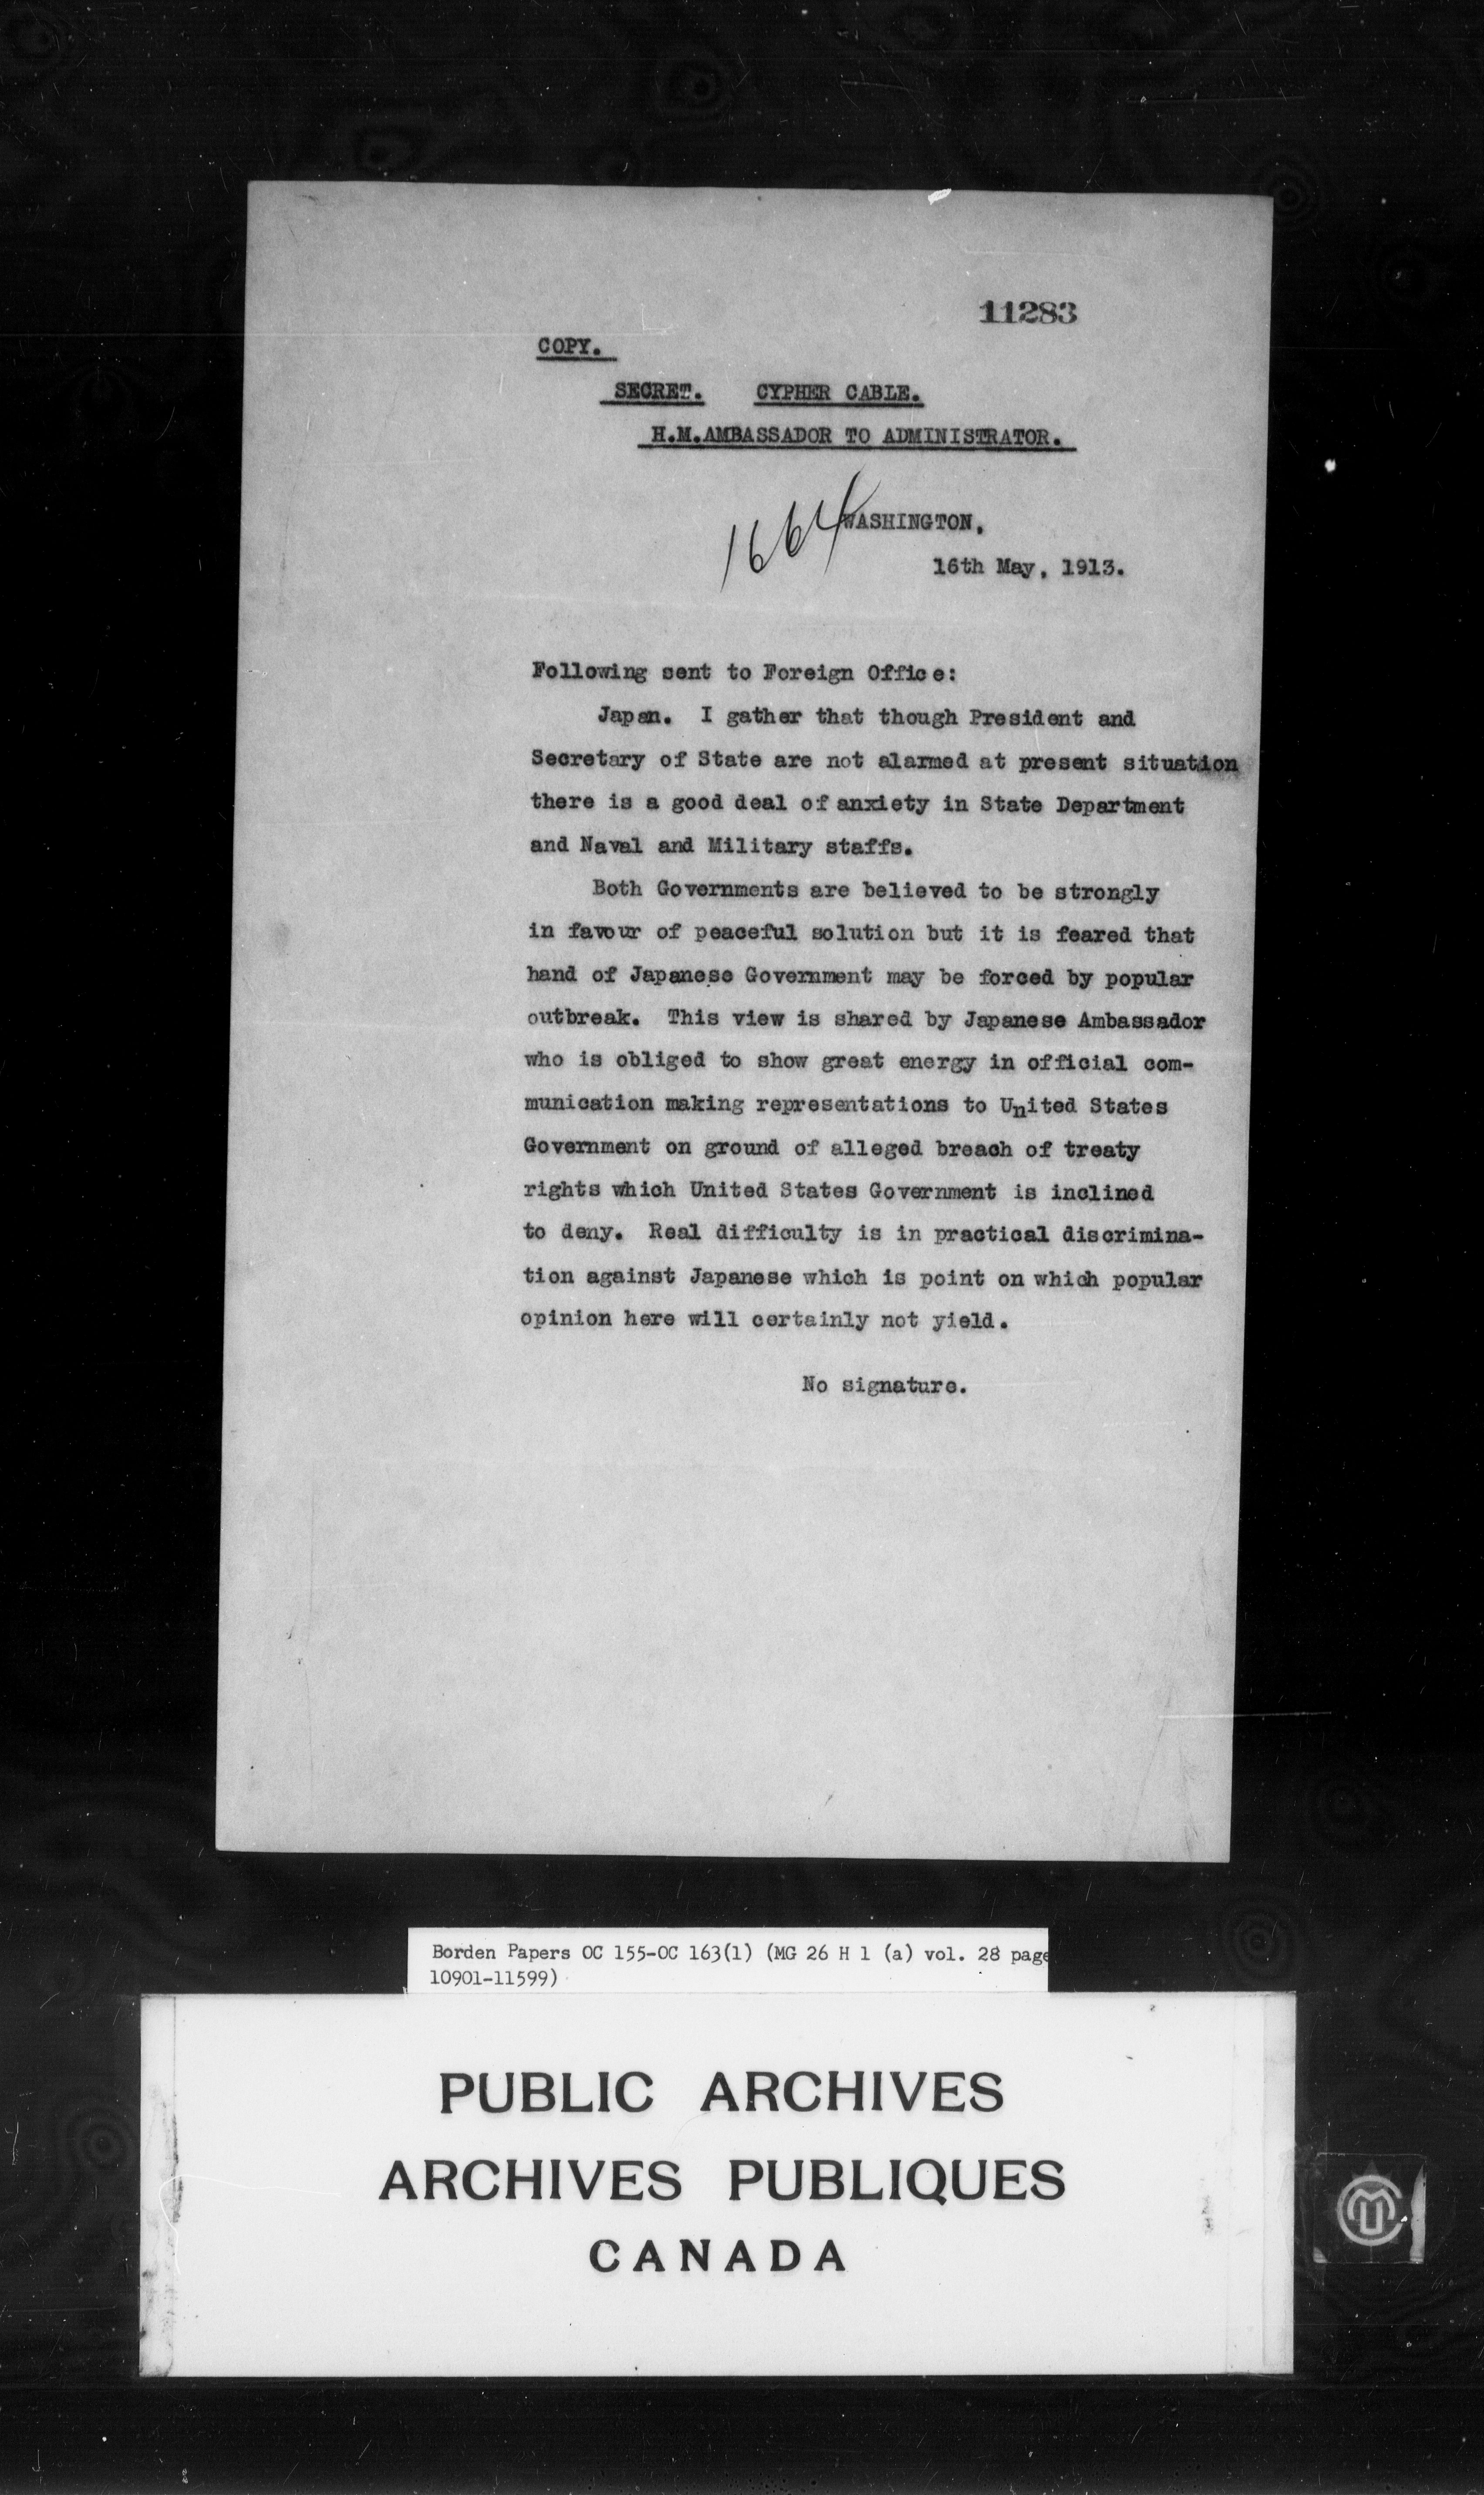 11283
COPY.
SECRET. CYPHER CABLE.
H.M.AMBASSADOR TO ADMINISTRATOR.
1664
WASHINGTON,
16th May, 1913.
Following sent to Foreign Office:
Japan. I gather that though President and
Secretary of State are not alarmed at present situation
there is a good deal of anxiety in State Department
and Naval and Military staffs.
Both Governments are believed to be strongly
in favour of peaceful solution but it is feared that
hand of Japanese Government may be forced by popular
outbreak. This view is shared by Japanese Ambassador
who is obliged to show great energy in official com-
munication making representations to United States
Government on ground of alleged breach of treaty
rights which United States Government is inclined
to deny. Real difficulty is in practical discrimina-
tion against Japanese which is point on which popular
opinion here will certainly not yield.
No signature.
Borden Papers OC 155-OC 163(1) (MG 26 H 1 (a) vol. 28 page
10901-11599)
PUBLIC ARCHIVES
ARCHIVES PUBLIQUES
CANADA